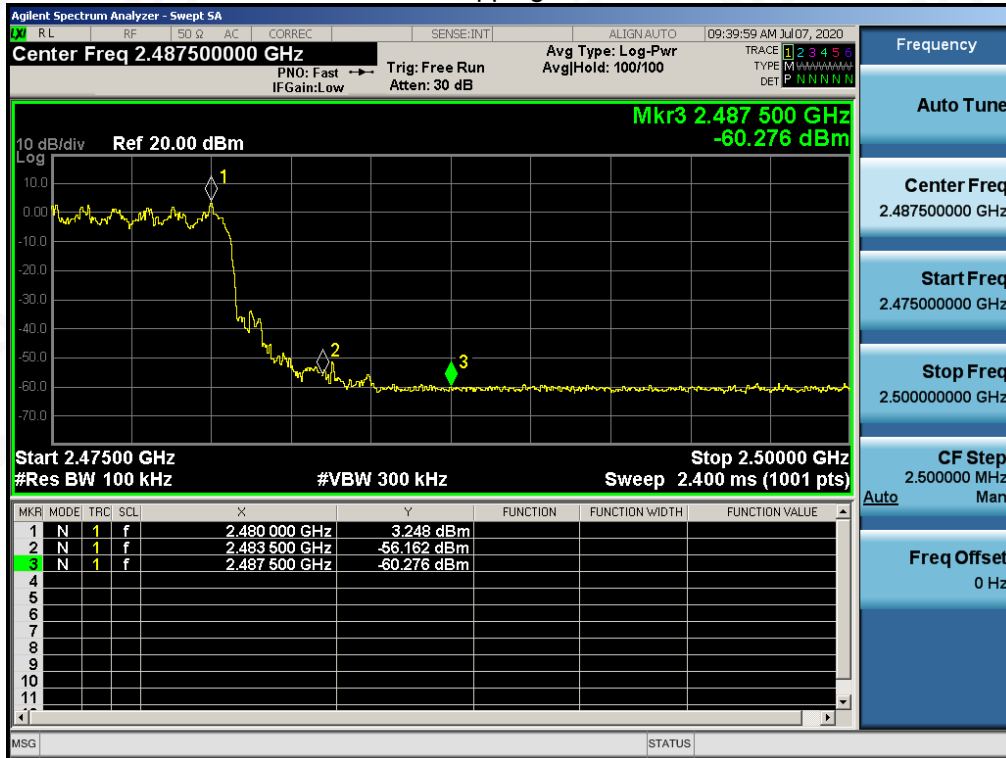 Agilent Spectrum Analyzer - Swept SA
LXI RL RF 50 Ω AC CORREC SENSE:INT ALIGN AUTO 09:39:59 AM Jul 07, 2020
Center Freq 2.487500000 GHz
PNO: Fast
IFGain:Low
Trig: Free Run
Atten: 30 dB
Avg Type: Log-Pwr
Avg|Hold: 100/100
TRACE 1 2 3 4 5 6
TYPE M WWWWW
DET P N N N N N
Mkr3 2.487 500 GHz
-60.276 dBm
10 dB/div Ref 20.00 dBm
Log
10.0
0.00
-10.0
-20.0
-30.0
-40.0
-50.0
-60.0
-70.0
1
2
3
Start 2.47500 GHz Stop 2.50000 GHz
#Res BW 100 kHz #VBW 300 kHz Sweep 2.400 ms (1001 pts)
MKR MODE TRC SCL X Y FUNCTION FUNCTION WIDTH FUNCTION VALUE
1 N 1 f 2.480 000 GHz 3.248 dBm
2 N 1 f 2.483 500 GHz -56.162 dBm
3 N 1 f 2.487 500 GHz -60.276 dBm
4
5
6
7
8
9
10
11
MSG STATUS
Frequency
Auto Tune
Center Freq
2.487500000 GHz
Start Freq
2.475000000 GHz
Stop Freq
2.500000000 GHz
CF Step
2.500000 MHz
Auto Man
Freq Offset
0 Hz